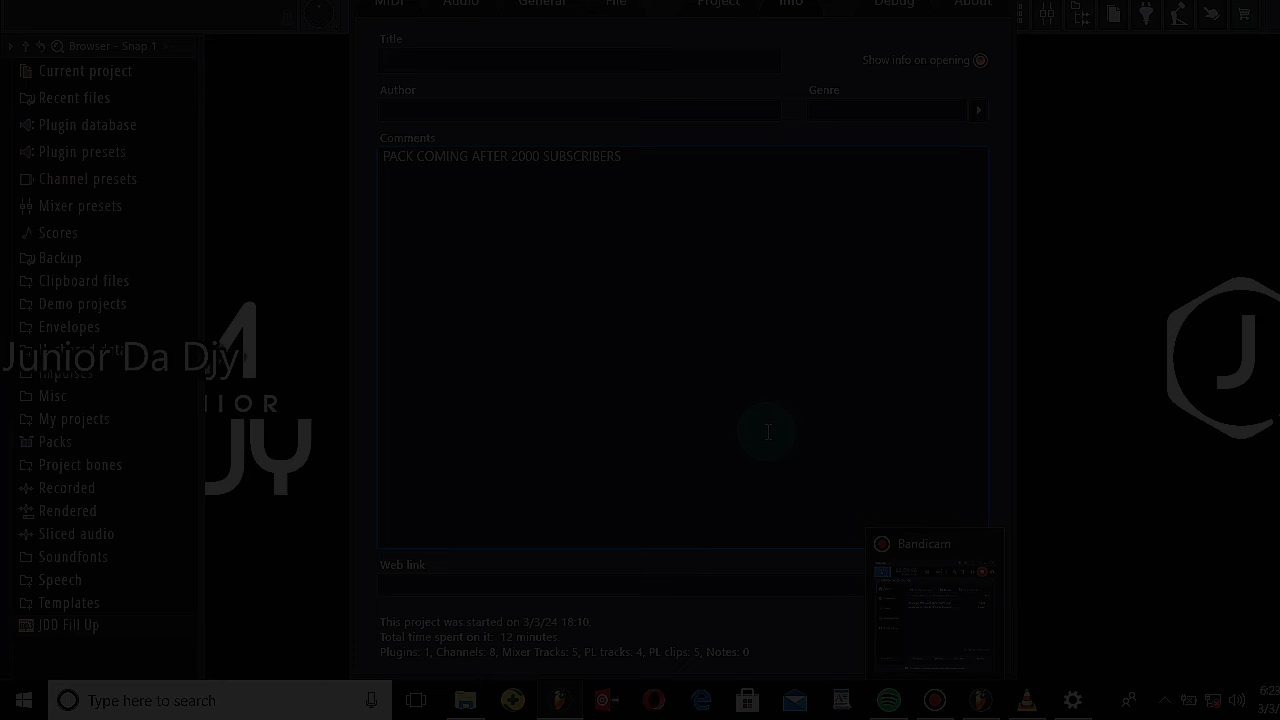 MIDI Audio General File Project Info Debug About
Browser - Snap 1
Current project
Recent files
Plugin database
Plugin presets
Channel presets
Mixer presets
Scores
Backup
Clipboard files
Demo projects
Envelopes
Impulses
Misc
My projects
Packs
Project bones
Recorded
Rendered
Sliced audio
Soundfonts
Speech
Templates
JDD Fill Up
Junior Da Djy
NIOR
JY
J
Title
Show info on opening
Author
Genre
Comments
PACK COMING AFTER 2000 SUBSCRIBERS
Web link
This project was started on 3/3/24 18:10.
Total time spent on it: 12 minutes.
Plugins: 1, Channels: 8, Mixer Tracks: 5, PL tracks: 4, PL clips: 5, Notes: 0
Bandicam
Type here to search